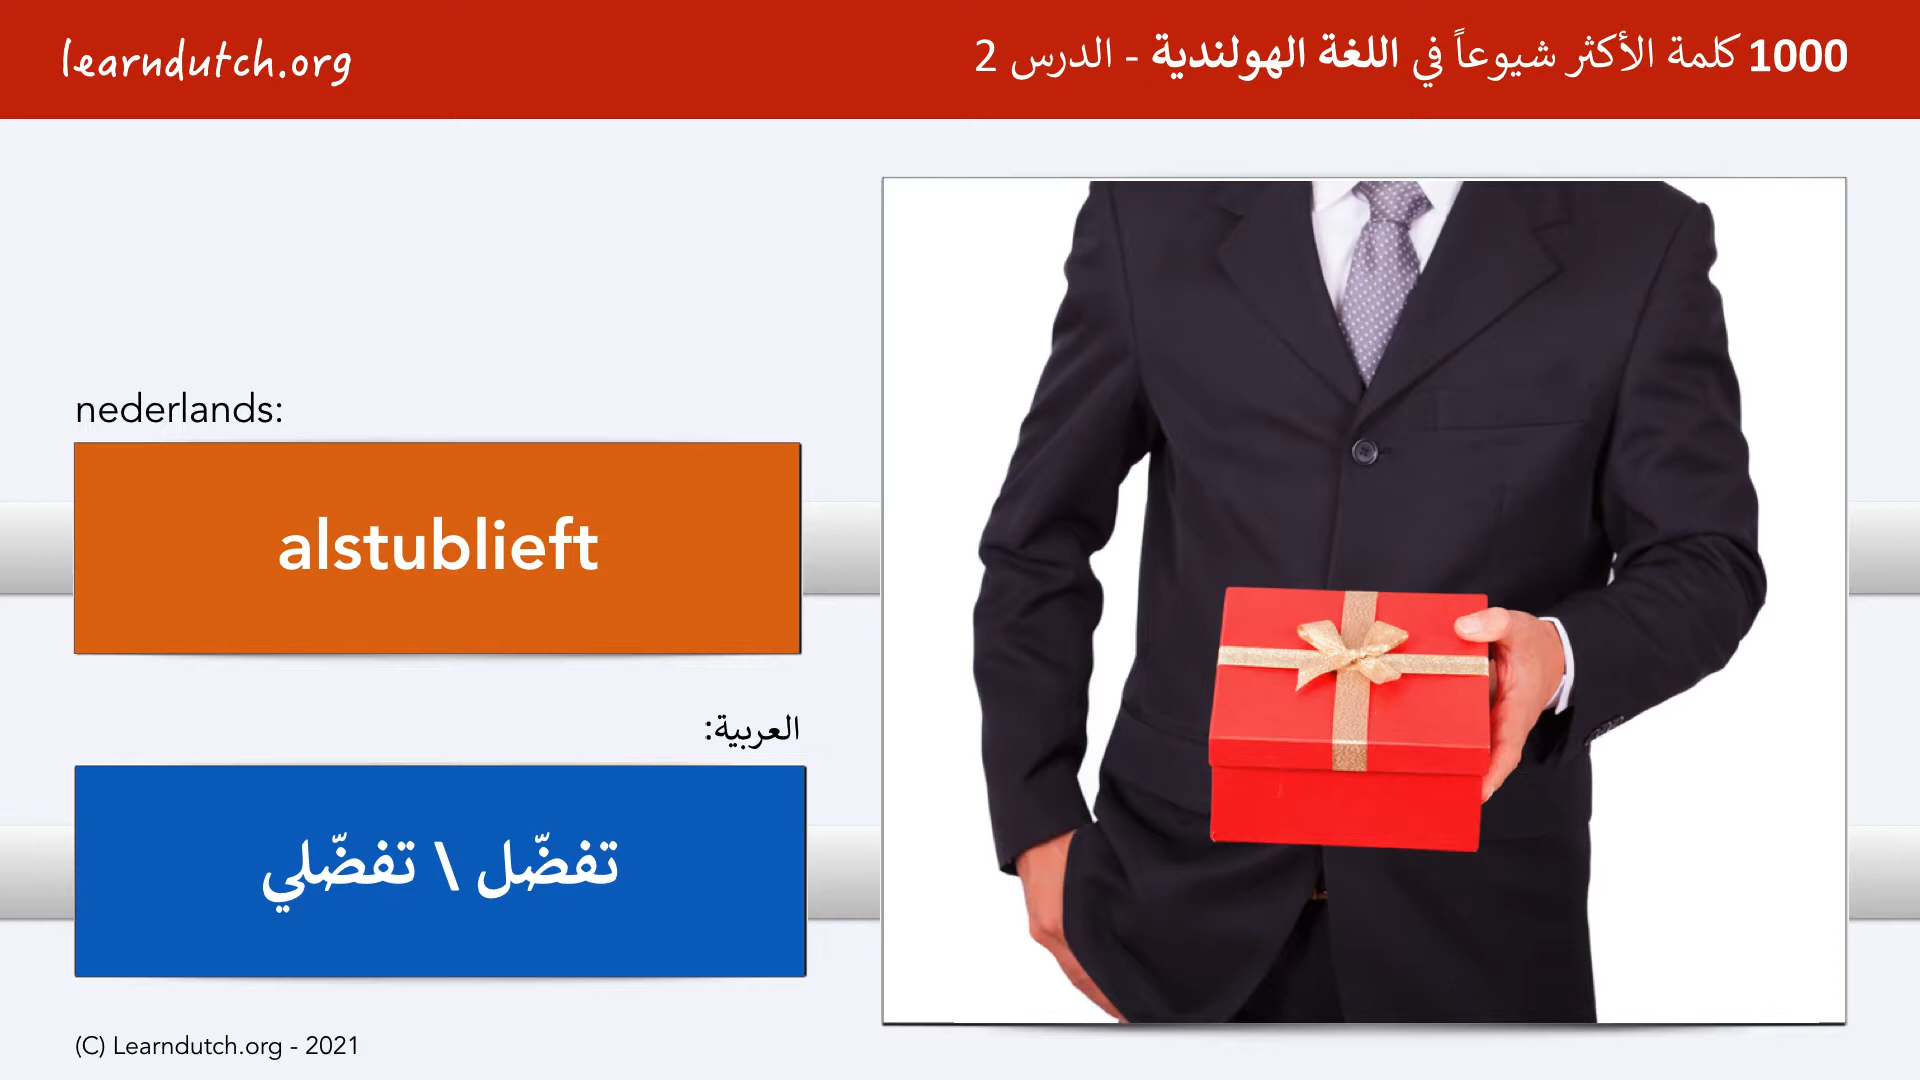 learndutch.org
1000 كلمة الأكثر شيوعاً في اللغة الهولندية - الدرس 2
nederlands:
alstublieft
العربية:
تفضّل \ تفضّلي
(C) Learndutch.org - 2021